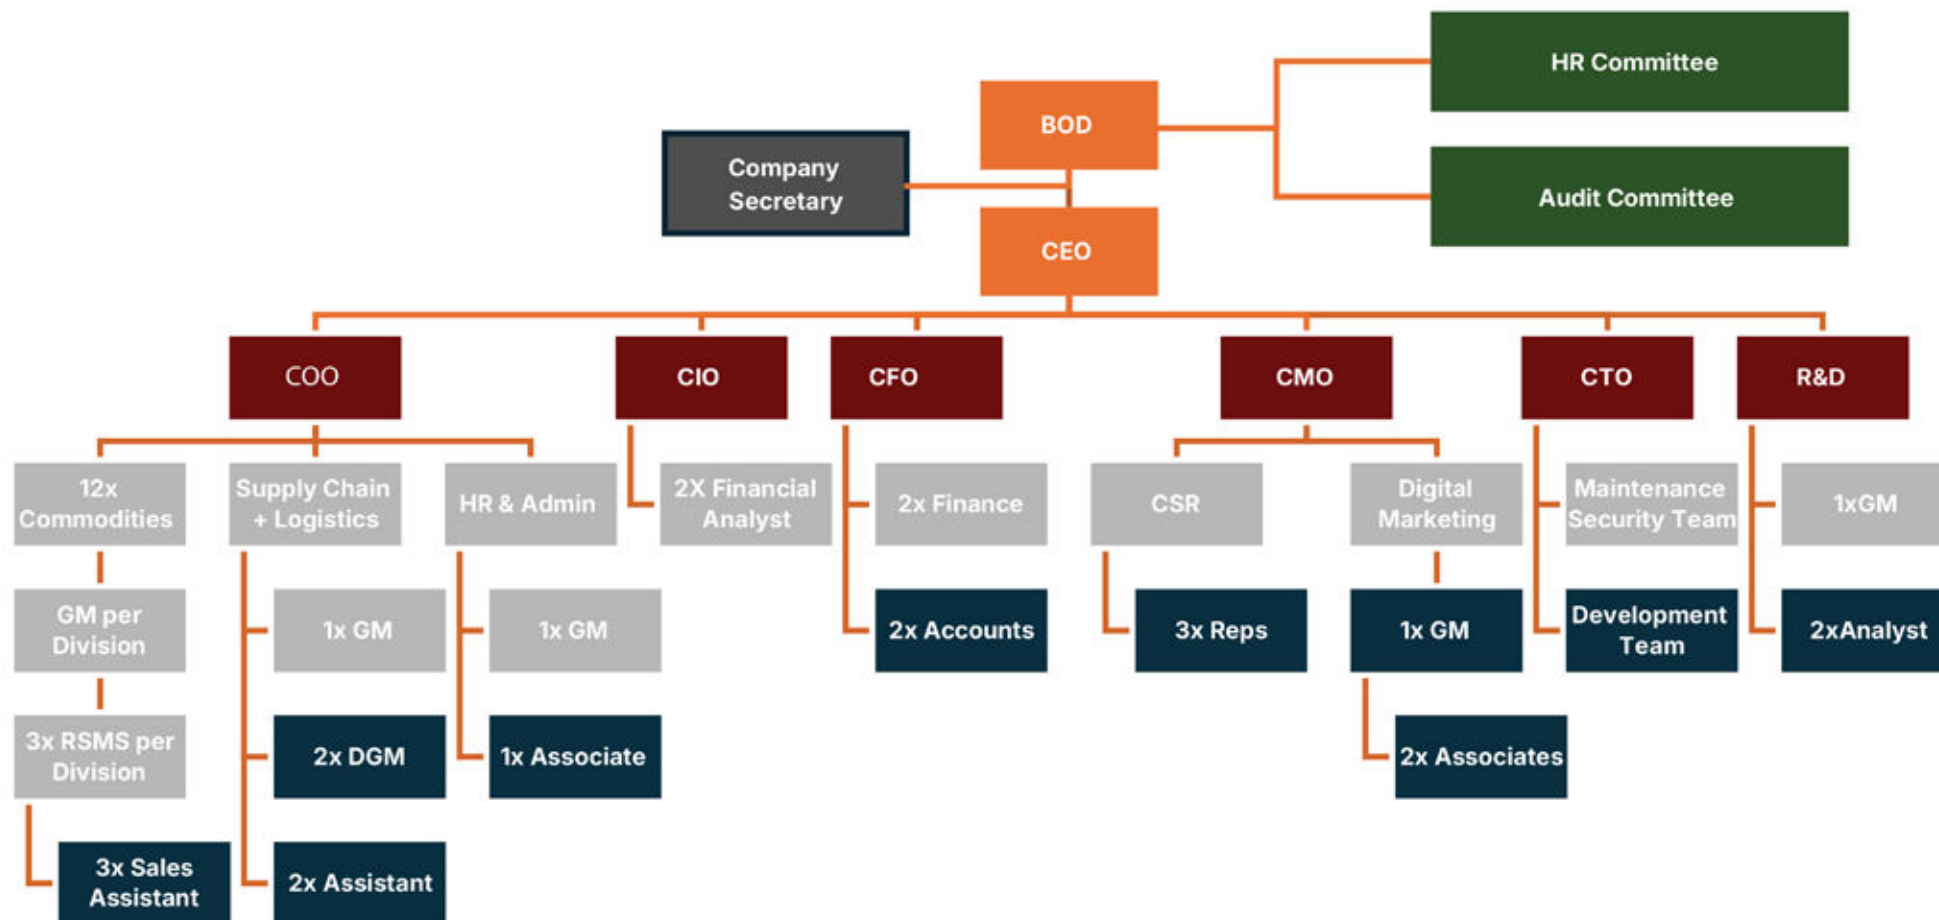 HR Committee
BOD
Company
Secretary
Audit Committee
CEO
COO
CIO
CFO
CMO
CTO
R&D
12x
Commodities
Supply Chain
+ Logistics
HR & Admin
2X Financial
Analyst
2x Finance
CSR
Digital
Marketing
Maintenance
Security Team
1xGM
GM per
Division
1x GM
1x GM
2x Accounts
3x Reps
1x GM
Development
Team
2xAnalyst
3x RSMS per
Division
2x DGM
1x Associate
2x Associates
3x Sales
Assistant
2x Assistant